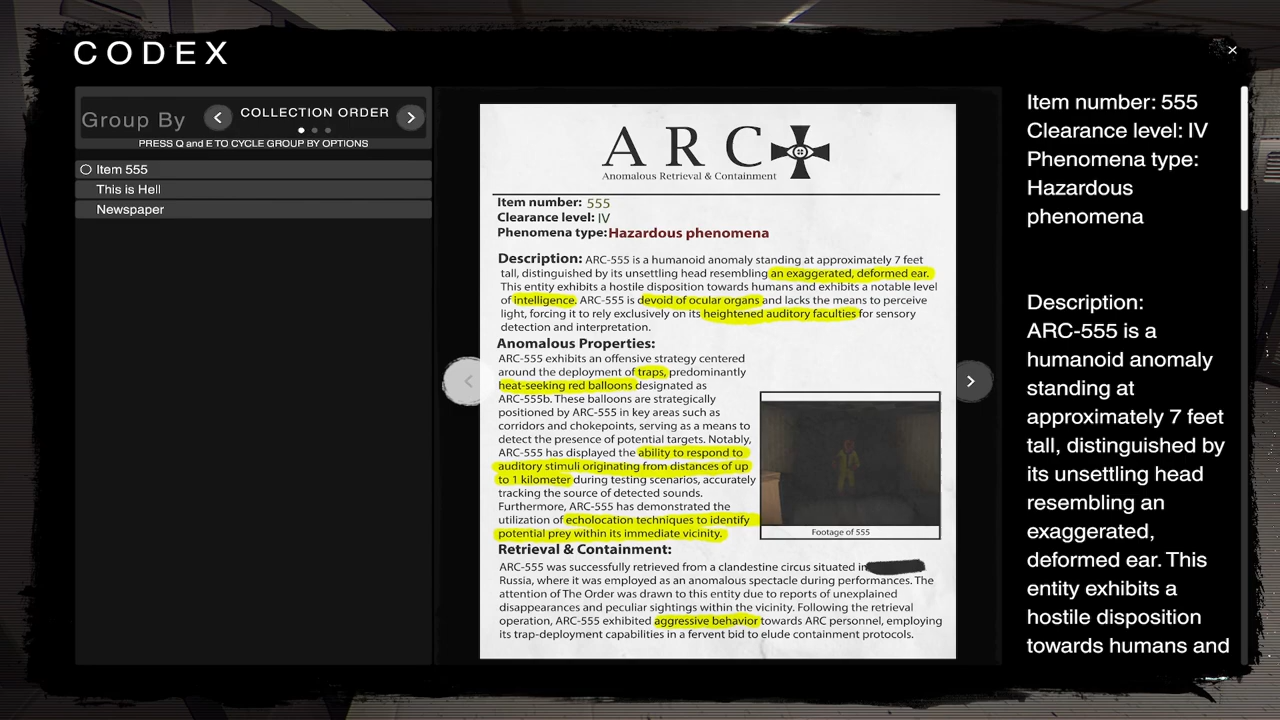 CODEX
×
Group By
COLLECTION ORDER
PRESS Q and E TO CYCLE GROUP BY OPTIONS
Item 555
This is Hell
Newspaper
ARC
Anomalous Retrieval & Containment
Item number: 555
Clearance level: IV
Phenomena type: Hazardous phenomena
Description: ARC-555 is a humanoid anomaly standing at approximately 7 feet
tall, distinguished by its unsettling head resembling an exaggerated, deformed ear.
This entity exhibits a hostile disposition towards humans and exhibits a notable level
of intelligence. ARC-555 is devoid of ocular organs and lacks the means to perceive
light, forcing it to rely exclusively on its heightened auditory faculties for sensory
detection and interpretation.
Anomalous Properties:
ARC-555 exhibits an offensive strategy centered
around the deployment of traps, predominantly
heat-seeking red balloons designated as
ARC-555b. These balloons are strategically
positioned by ARC-555 in key areas such as
corridors and chokepoints, serving as a means to
detect the presence of potential targets. Notably,
ARC-555 has displayed the ability to respond to
auditory stimuli originating from distances of up
to 1 kilometer during testing scenarios, accurately
tracking the source of detected sounds.
Furthermore, ARC-555 has demonstrated the
utilization of echolocation techniques to identify
potential prey within its immediate vicinity.
Footage of 555
Retrieval & Containment:
ARC-555 was successfully retrieved from a clandestine circus situated in
Russia, where it was employed as an anomalous spectacle during performances. The
attention of The Order was drawn to this entity due to reports of unexplained
disappearances and peculiar sightings within the vicinity. Following the retrieval
operation, ARC-555 exhibited aggressive behavior towards ARC personnel, employing
its trap-deployment capabilities in a fervent bid to elude containment protocols.
Item number: 555
Clearance level: IV
Phenomena type:
Hazardous
phenomena
Description:
ARC-555 is a
humanoid anomaly
standing at
approximately 7 feet
tall, distinguished by
its unsettling head
resembling an
exaggerated,
deformed ear. This
entity exhibits a
hostile disposition
towards humans and